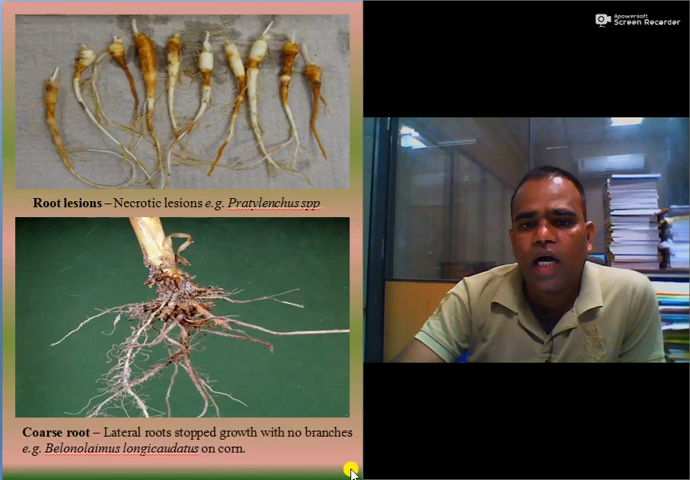 Apowersoft
Screen Recorder
Root lesions – Necrotic lesions e.g. Pratylenchus spp.
Coarse root – Lateral roots stopped growth with no branches
e.g. Belonolaimus longicaudatus on corn.